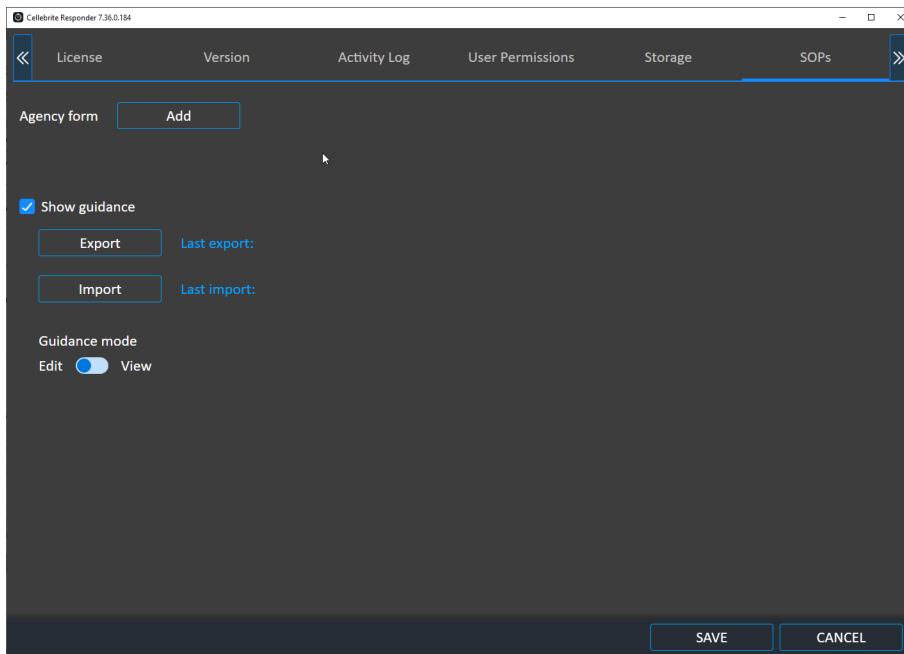 Cellebrite Responder 7.36.0.184
License Version Activity Log User Permissions Storage SOPs
Agency form Add
Show guidance
Export Last export:
Import Last import:
Guidance mode
Edit View
SAVE CANCEL